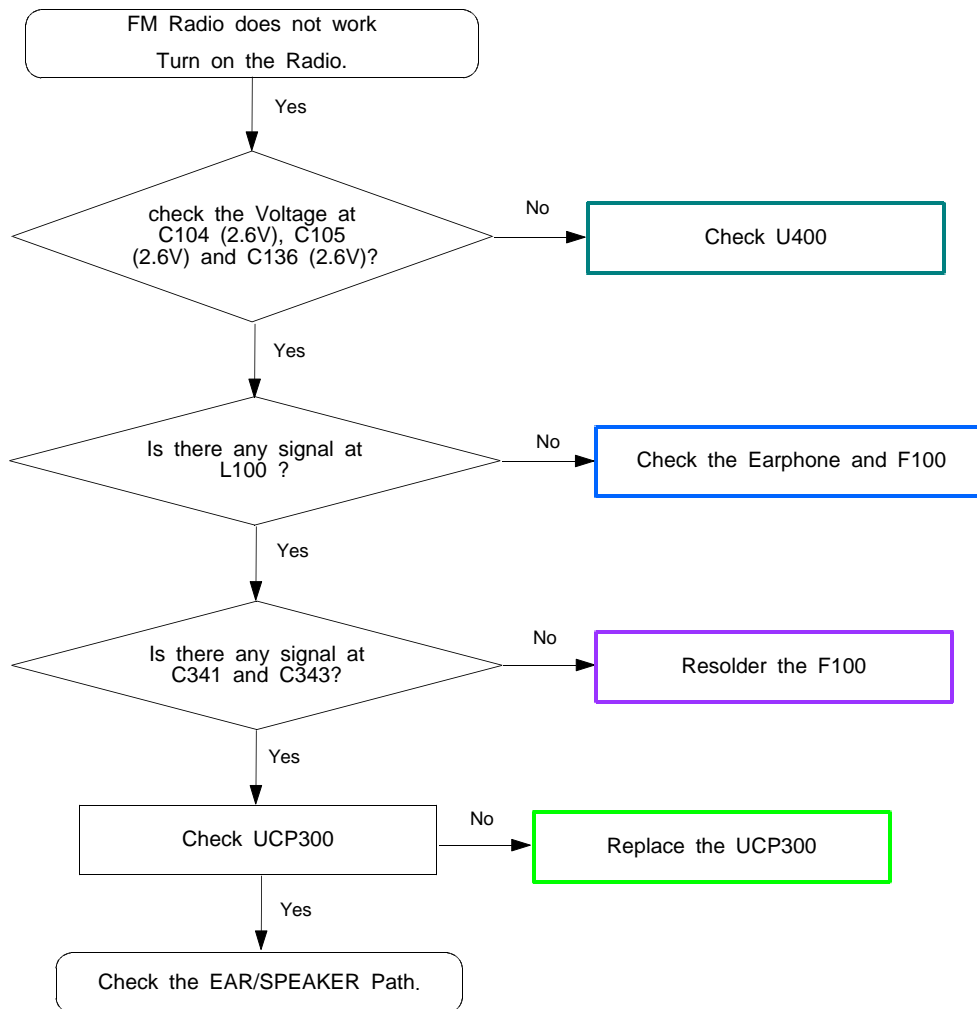 FM Radio does not work
Turn on the Radio.
Yes
check the Voltage at
C104 (2.6V), C105
(2.6V) and C136 (2.6V)?
No
Check U400
Yes
Is there any signal at
L100 ?
No
Check the Earphone and F100
Yes
Is there any signal at
C341 and C343?
No
Resolder the F100
Yes
Check UCP300
No
Replace the UCP300
Yes
Check the EAR/SPEAKER Path.